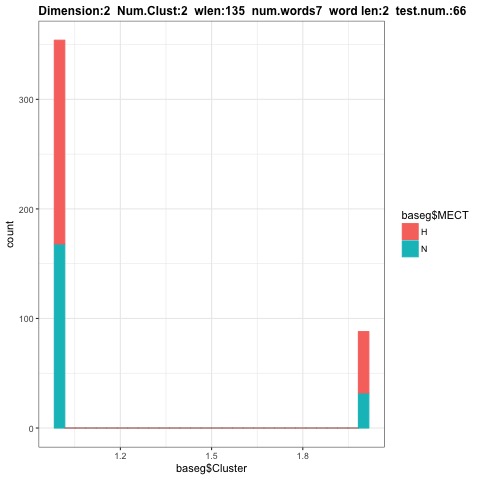 Dimension:2  Num.Clust:2  wlen:135  num.words7  word len:2  test.num.:66
300
200
100
0
count
1.2 1.5 1.8
baseg$Cluster
baseg$MECT
H
N